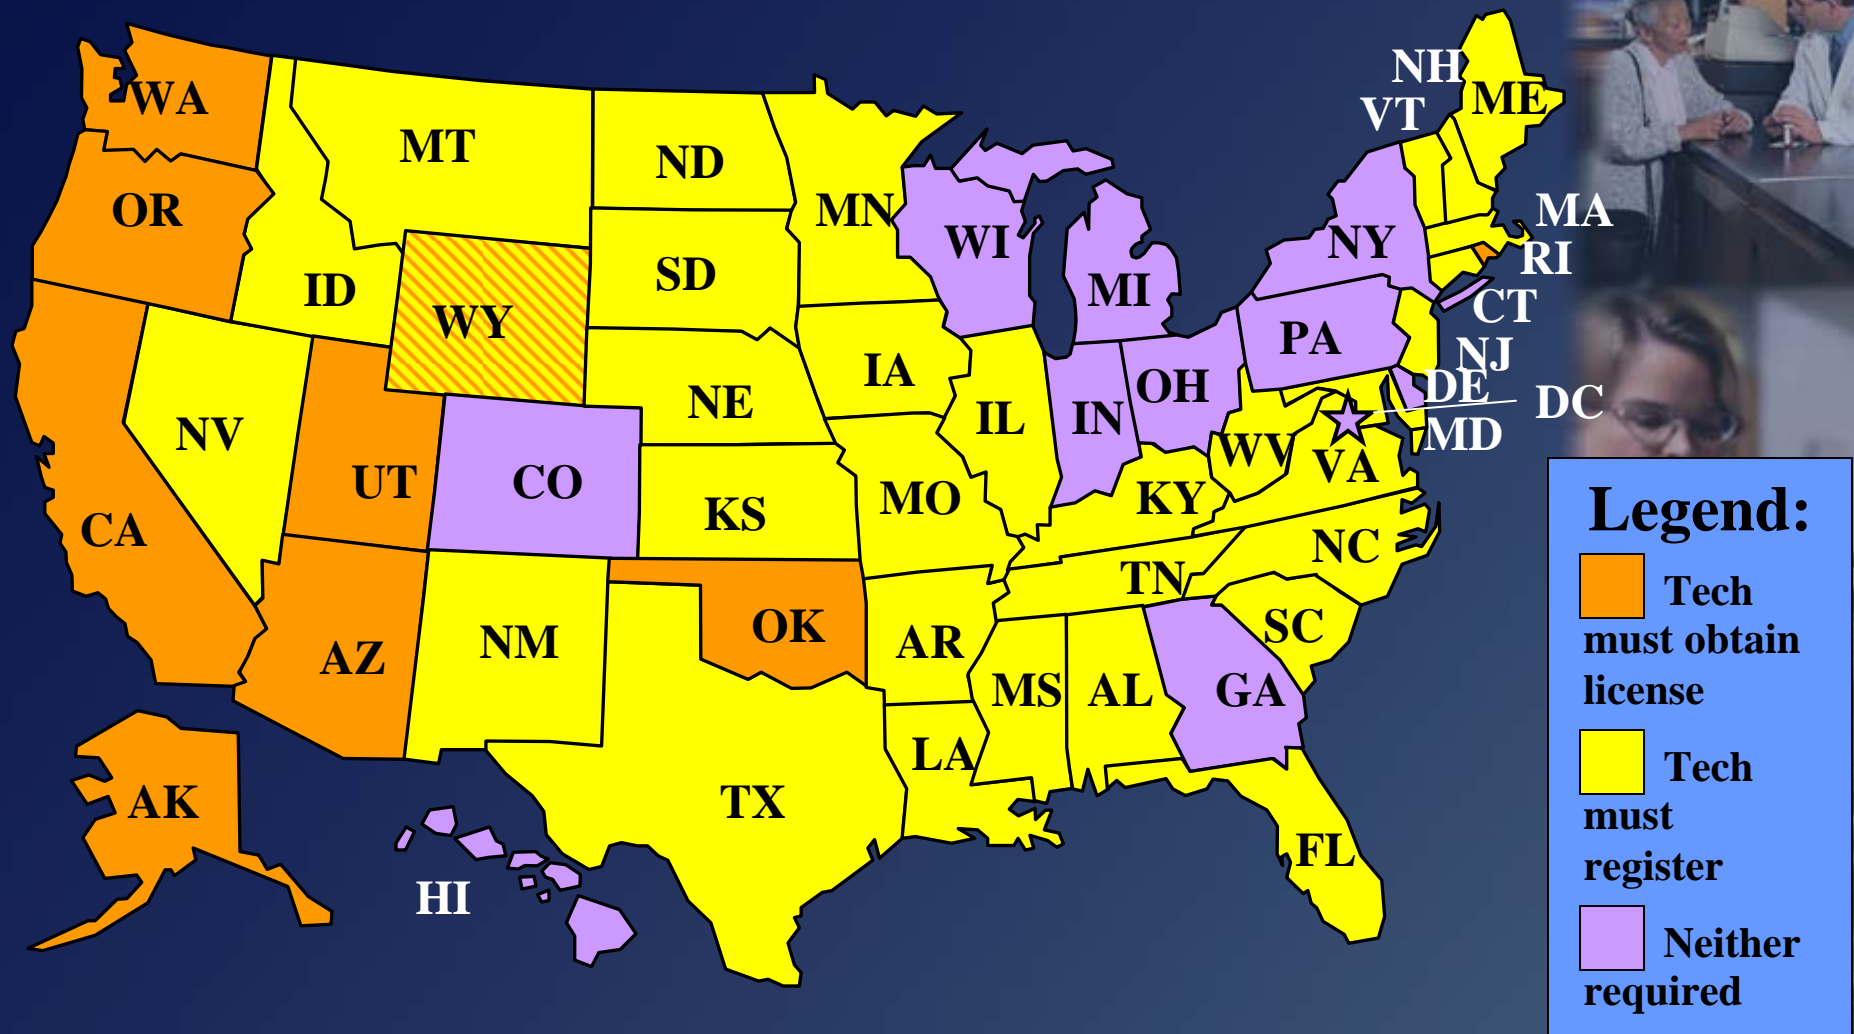 NH
WA
ME
VT
MT
ND
OR
MN
MA
WI
NY
RI
ID
SD
MI
CT
WY
PA
NJ
IA
OH
DE
NE
DC
IL
IN
NV
MD
WV
VA
UT
CO
MO
KY
KS
CA
NC
TN
OK
SC
AR
NM
AZ
MS
AL
GA
LA
AK
TX
FL
HI
Legend:
Tech
must obtain
license
Tech
must
register
Neither
required